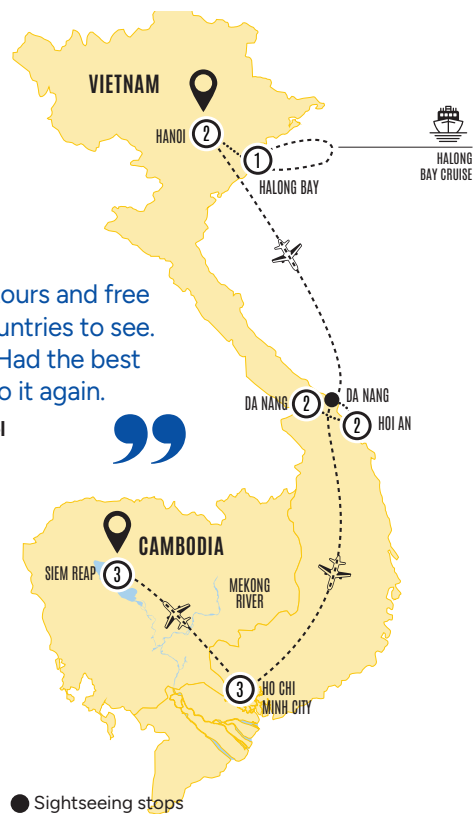 VIETNAM
HANOI
2
1
HALONG BAY
HALONG
BAY CRUISE
ours and free
untries to see.
Had the best
o it again.
l
”
DA NANG
2
DA NANG
2
HOI AN
CAMBODIA
SIEM REAP
3
MEKONG
RIVER
3
HO CHI
MINH CITY
Sightseeing stops